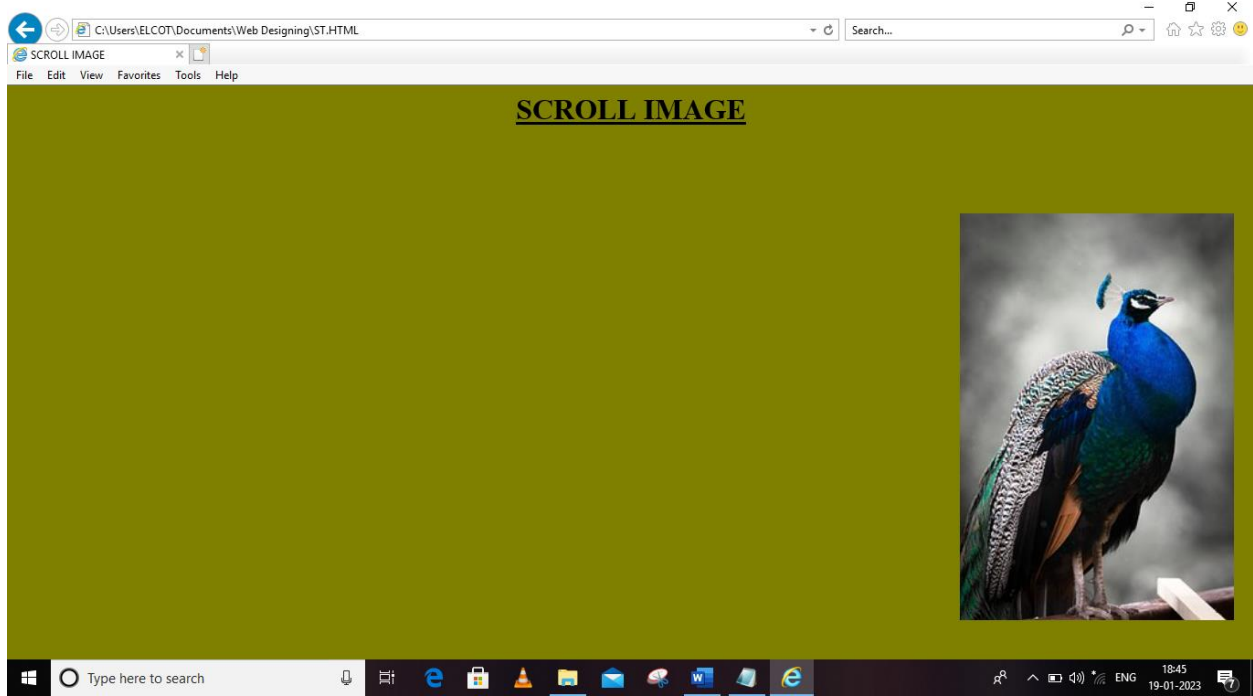 C:\Users\ELCOT\Documents\Web Designing\ST.HTML
Search...
SCROLL IMAGE
File Edit View Favorites Tools Help
SCROLL IMAGE
Type here to search
ENG
18:45
19-01-2023
7